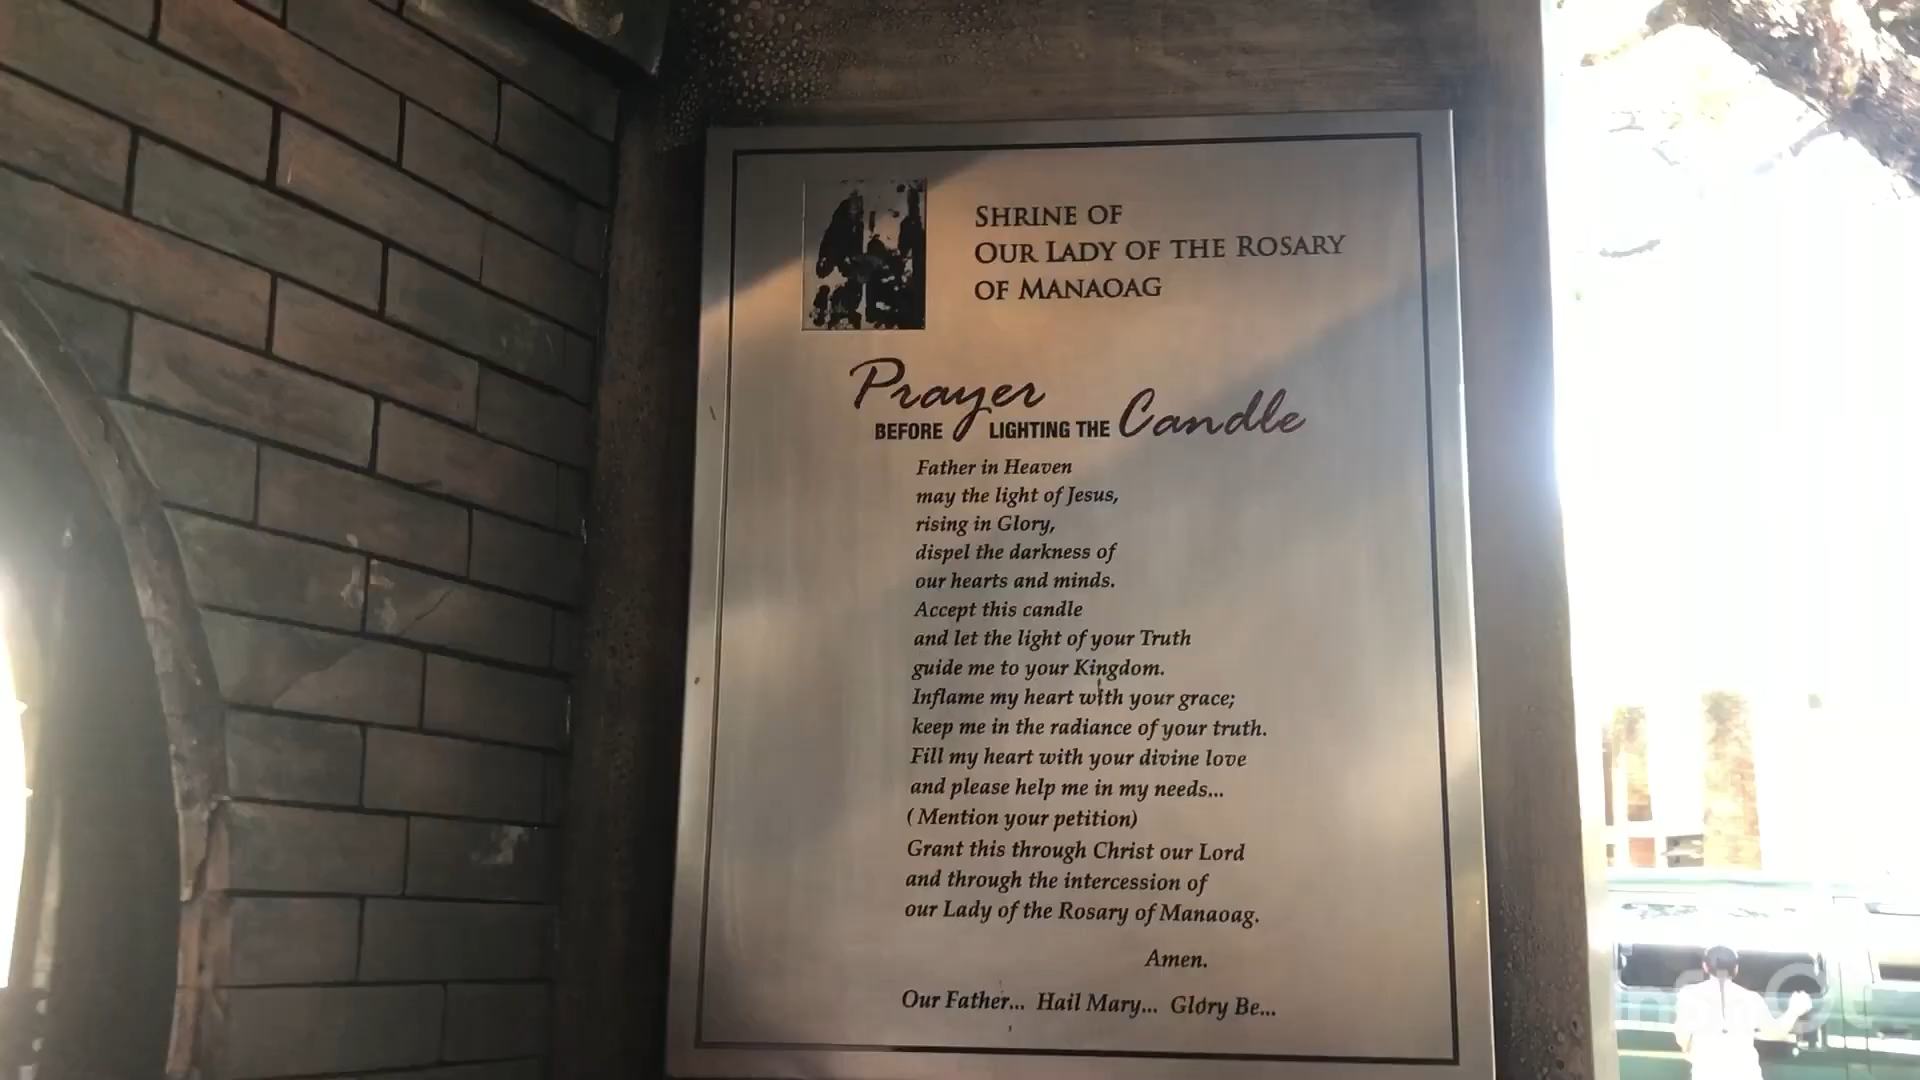 SHRINE OF
OUR LADY OF THE ROSARY
OF MANAOAG
Prayer
BEFORE LIGHTING THE Candle
Father in Heaven
may the light of Jesus,
rising in Glory,
dispel the darkness of
our hearts and minds.
Accept this candle
and let the light of your Truth
guide me to your Kingdom.
Inflame my heart with your grace;
keep me in the radiance of your truth.
Fill my heart with your divine love
and please help me in my needs...
( Mention your petition)
Grant this through Christ our Lord
and through the intercession of
our Lady of the Rosary of Manaoag.
Amen.
Our Father... Hail Mary... Glory Be...